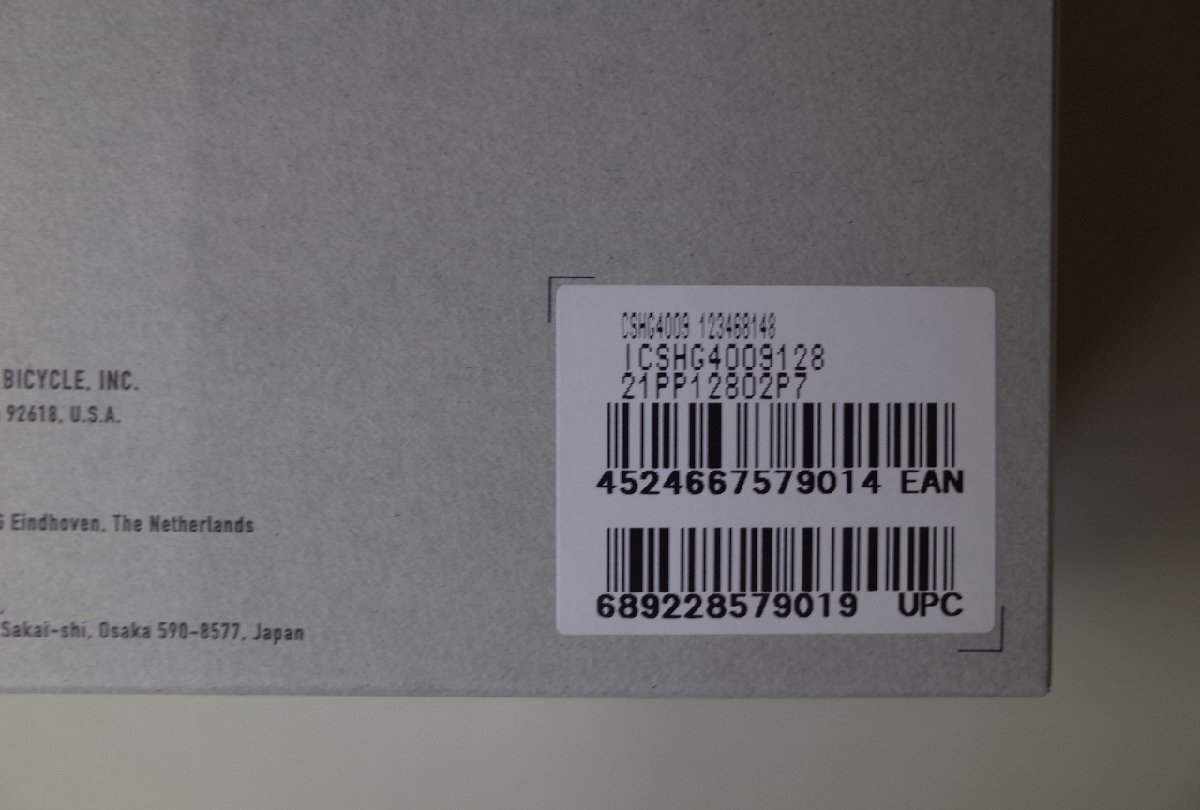 BICYCLE, INC.
92618, U.S.A.
Eindhoven, The Netherlands
Sakai-shi, Osaka 590-8577, Japan
CSHG4009 123468148
ICSHG4009128
21PP12802P7
4524667579014 EAN
689228579019 UPC